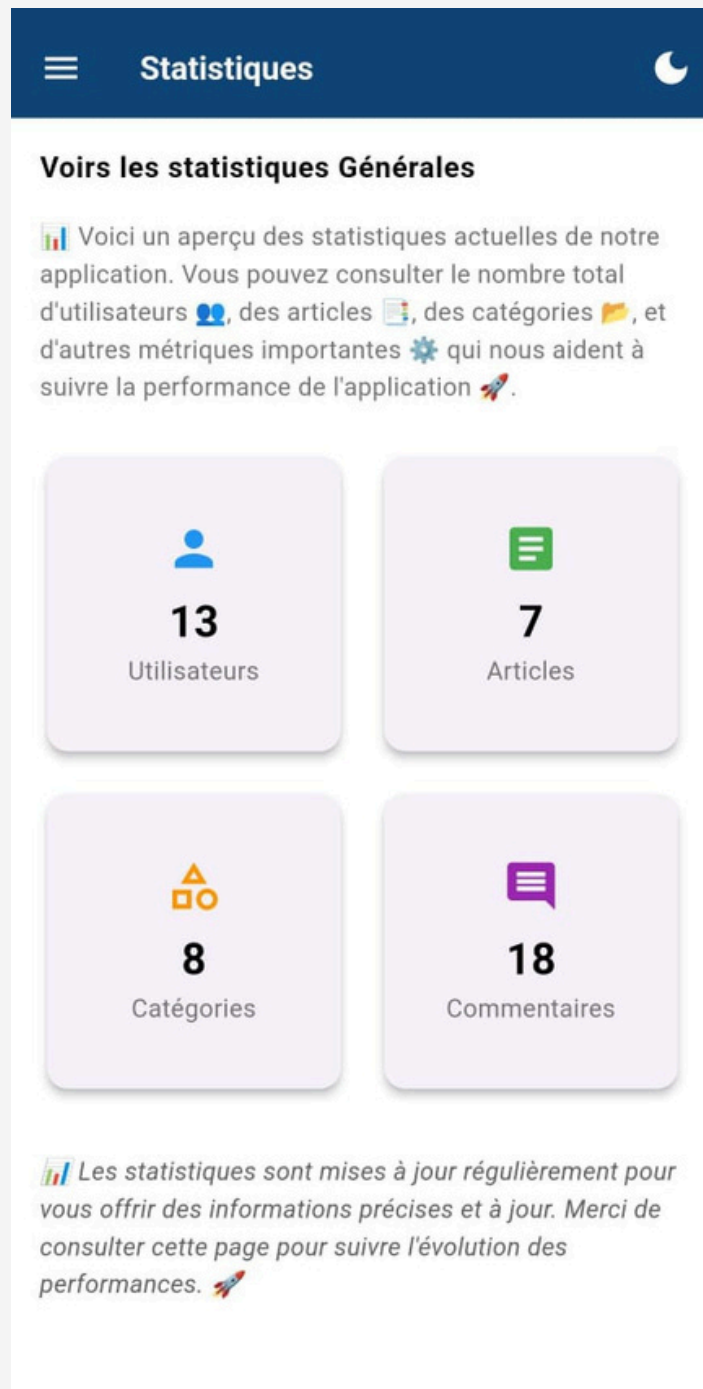 Statistiques
Voirs les statistiques Générales
📊 Voici un aperçu des statistiques actuelles de notre
application. Vous pouvez consulter le nombre total
d'utilisateurs 👥, des articles 📑, des catégories 📂, et
d'autres métriques importantes ⚙️ qui nous aident à
suivre la performance de l'application 🚀.
13
Utilisateurs
7
Articles
8
Catégories
18
Commentaires
📊 Les statistiques sont mises à jour régulièrement pour
vous offrir des informations précises et à jour. Merci de
consulter cette page pour suivre l'évolution des
performances. 🚀